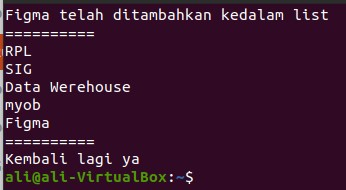 Figma telah ditambahkan kedalam list
==========
RPL
SIG
Data Werehouse
myob
Figma
==========
Kembali lagi ya
ali@ali-VirtualBox:~$